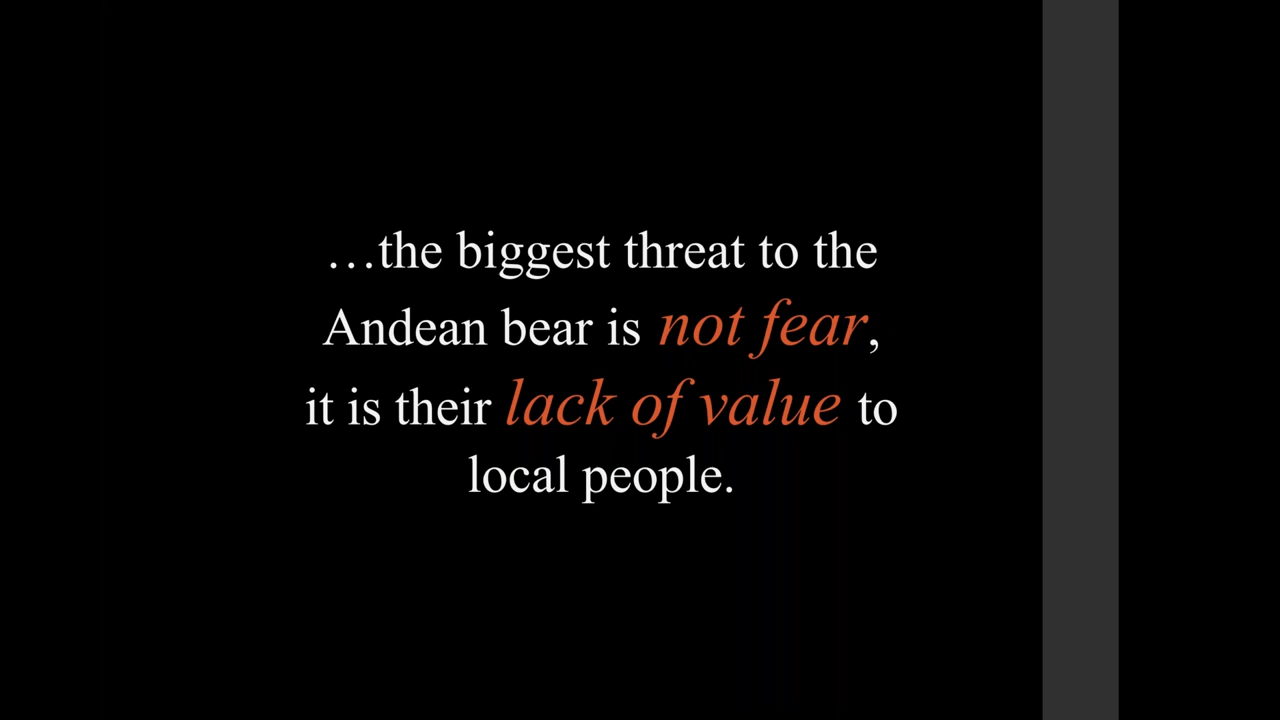 …the biggest threat to the
Andean bear is not fear,
it is their lack of value to
local people.